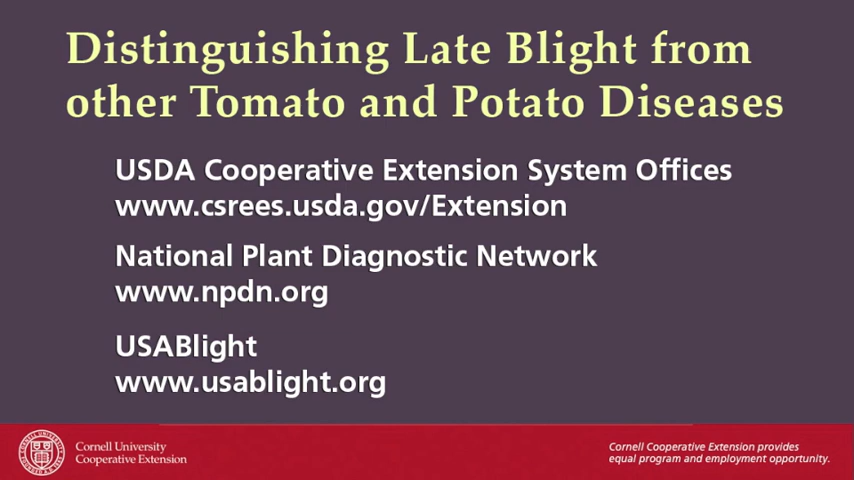 Distinguishing Late Blight from
other Tomato and Potato Diseases
USDA Cooperative Extension System Offices
www.csrees.usda.gov/Extension
National Plant Diagnostic Network
www.npdn.org
USABlight
www.usablight.org
Cornell University
Cooperative Extension
Cornell Cooperative Extension provides
equal program and employment opportunity.